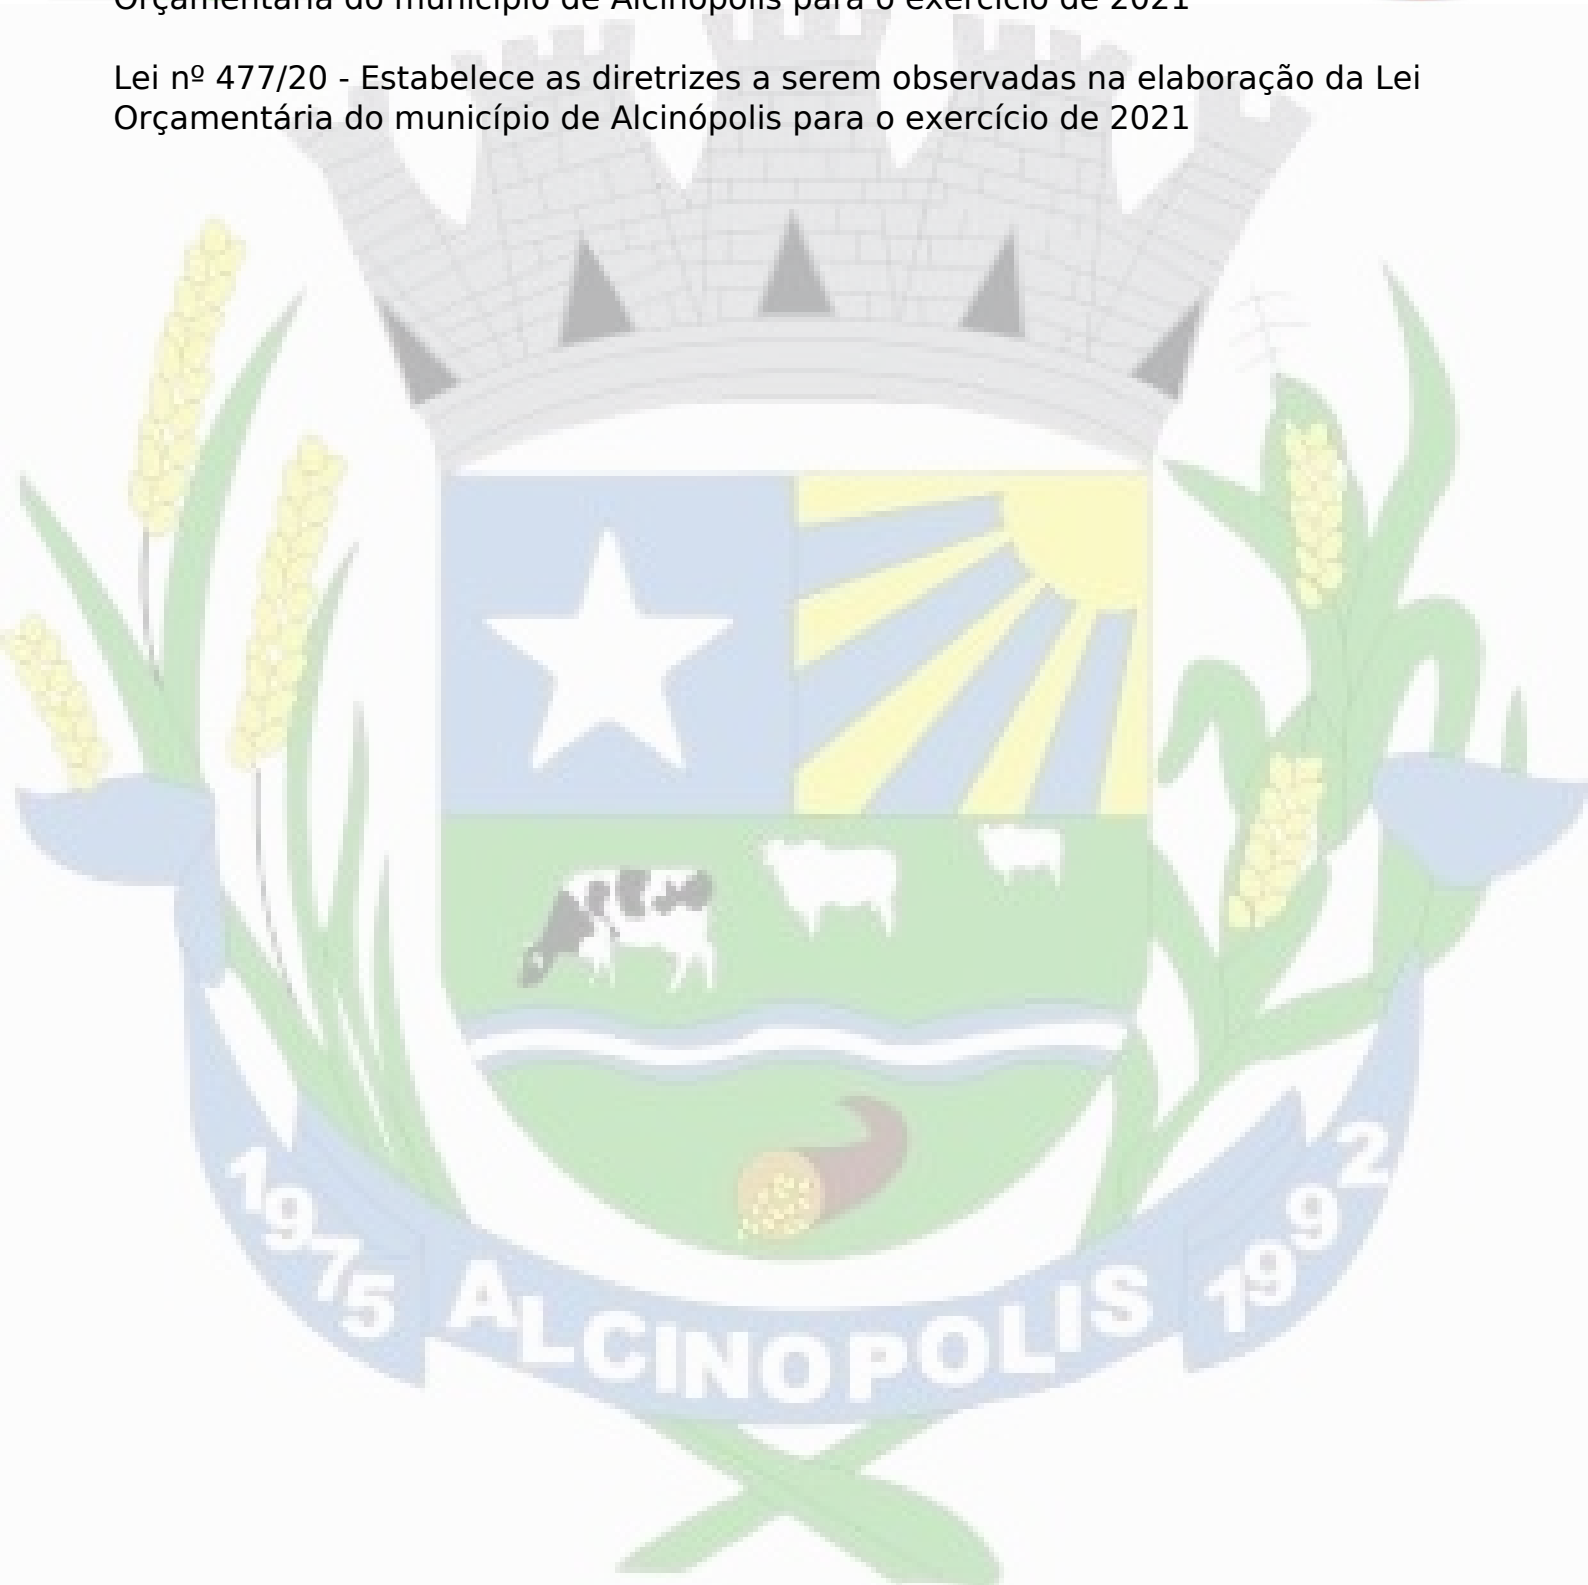 Orçamentária do município de Alcinópolis para o exercício de 2021
Lei nº 477/20 - Estabelece as diretrizes a serem observadas na elaboração da Lei
Orçamentária do município de Alcinópolis para o exercício de 2021
1975
ALCINOPOLIS
1992